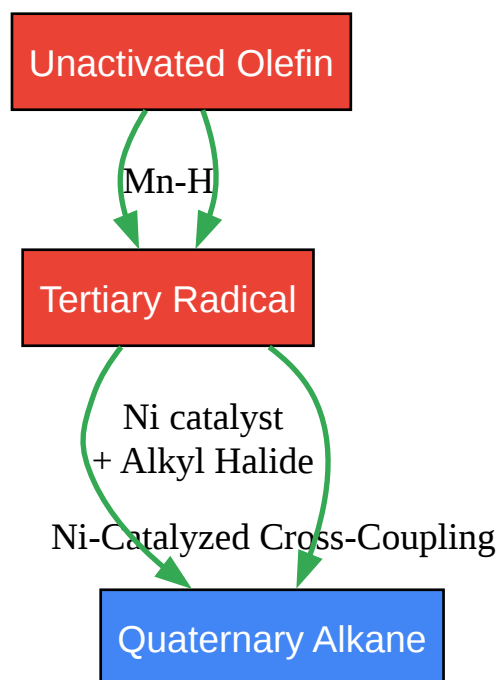 Unactivated Olefin
Mn-H
Tertiary Radical
Ni catalyst
+ Alkyl Halide
Ni-Catalyzed Cross-Coupling
Quaternary Alkane